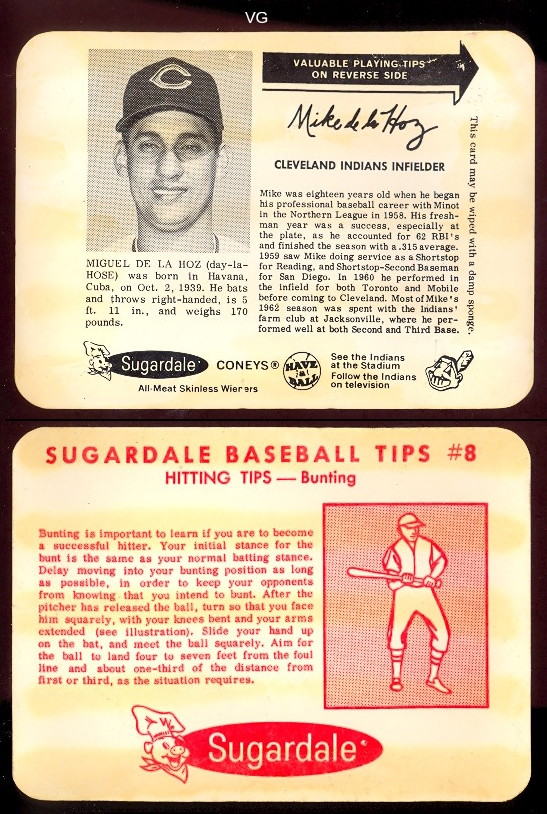 VG
VALUABLE PLAYING TIPS
ON REVERSE SIDE
Mike de la Hoz
CLEVELAND INDIANS INFIELDER
Mike was eighteen years old when he began
his professional baseball career with Minot
in the Northern League in 1958. His fresh-
man year was a success, especially at
the plate, as he accounted for 62 RBI's
and finished the season with a .315 average.
1959 saw Mike doing service as a Shortstop
for Reading, and Shortstop-Second Baseman
for San Diego. In 1960 he performed in
the infield for both Toronto and Mobile
before coming to Cleveland. Most of Mike's
1962 season was spent with the Indians'
farm club at Jacksonville, where he per-
formed well at both Second and Third Base.
This card may be wiped with a damp sponge.
MIGUEL DE LA HOZ (day-la-
HOSE) was born in Havana,
Cuba, on Oct. 2, 1939. He bats
and throws right-handed, is 5
ft. 11 in., and weighs 170
pounds.
Sugardale CONEYS®
All-Meat Skinless Wieners
HAVE
'M!
BALL
See the Indians
at the Stadium
Follow the Indians
on television
SUGARDALE BASEBALL TIPS #8
HITTING TIPS — Bunting
Bunting is important to learn if you are to become
a successful hitter. Your initial stance for the
bunt is the same as your normal batting stance.
Delay moving into your bunting position as long
as possible, in order to keep your opponents
from knowing that you intend to bunt. After the
pitcher has released the ball, turn so that you face
him squarely, with your knees bent and your arms
extended (see illustration). Slide your hand up
on the bat, and meet the ball squarely. Aim for
the ball to land four to seven feet from the foul
line and about one-third of the distance from
first or third, as the situation requires.
Sugardale